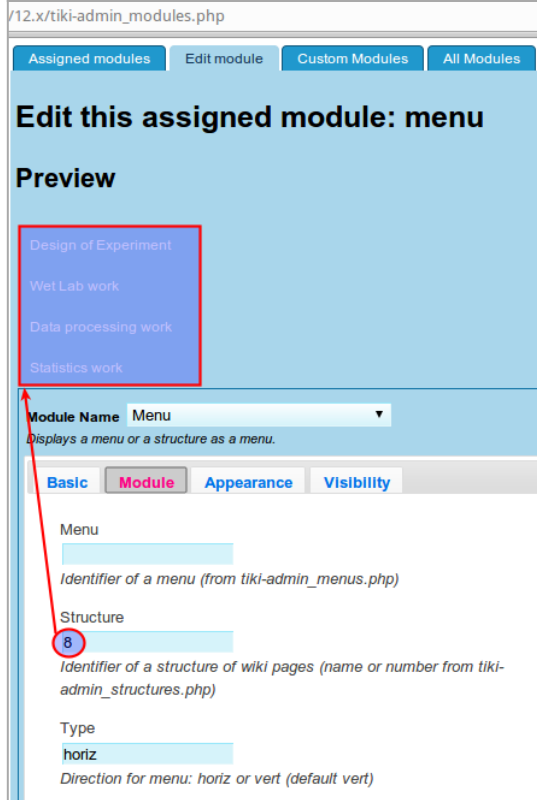 /12.x/tiki-admin_modules.php
Assigned modules Edit module Custom Modules All Modules
Edit this assigned module: menu
Preview
Design of Experiment
Wet Lab work
Data processing work
Statistics work
Module Name Menu
Displays a menu or a structure as a menu.
Basic Module Appearance Visibility
Menu
Identifier of a menu (from tiki-admin_menus.php)
Structure
8
Identifier of a structure of wiki pages (name or number from tiki-
admin_structures.php)
Type
horiz
Direction for menu: horiz or vert (default vert)